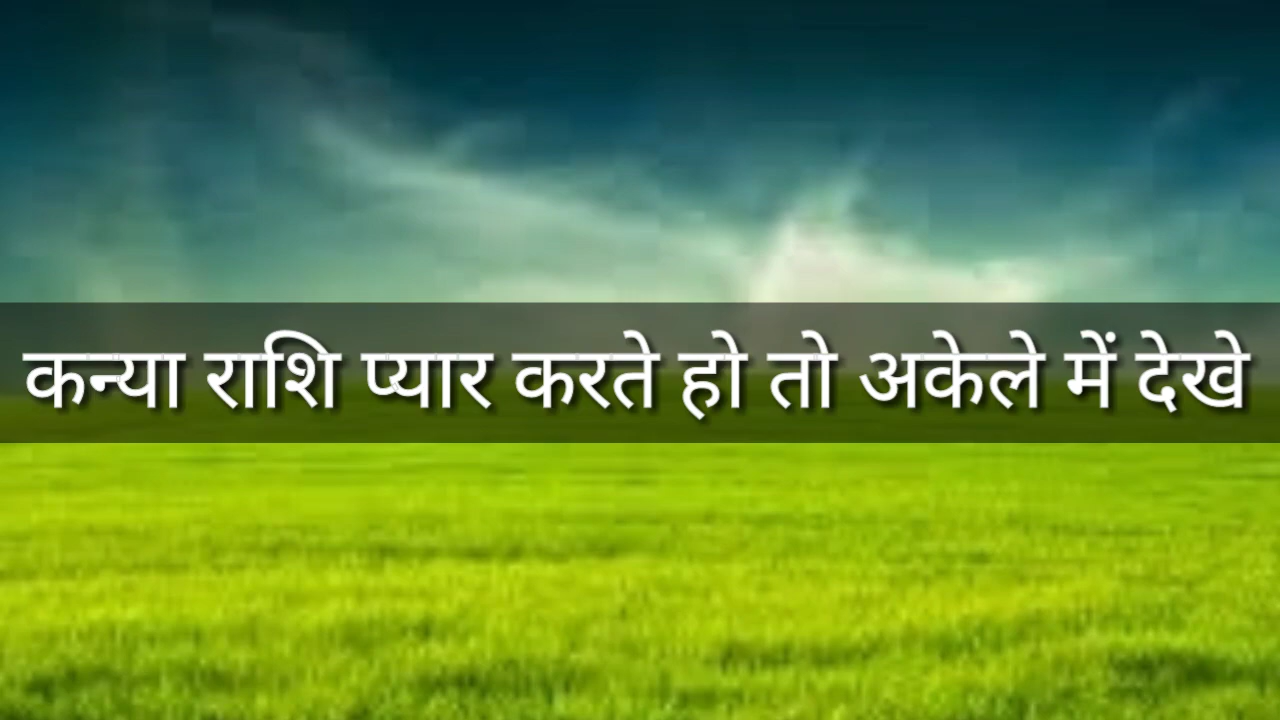 कन्या राशि प्यार करते हो तो अकेले में देखे